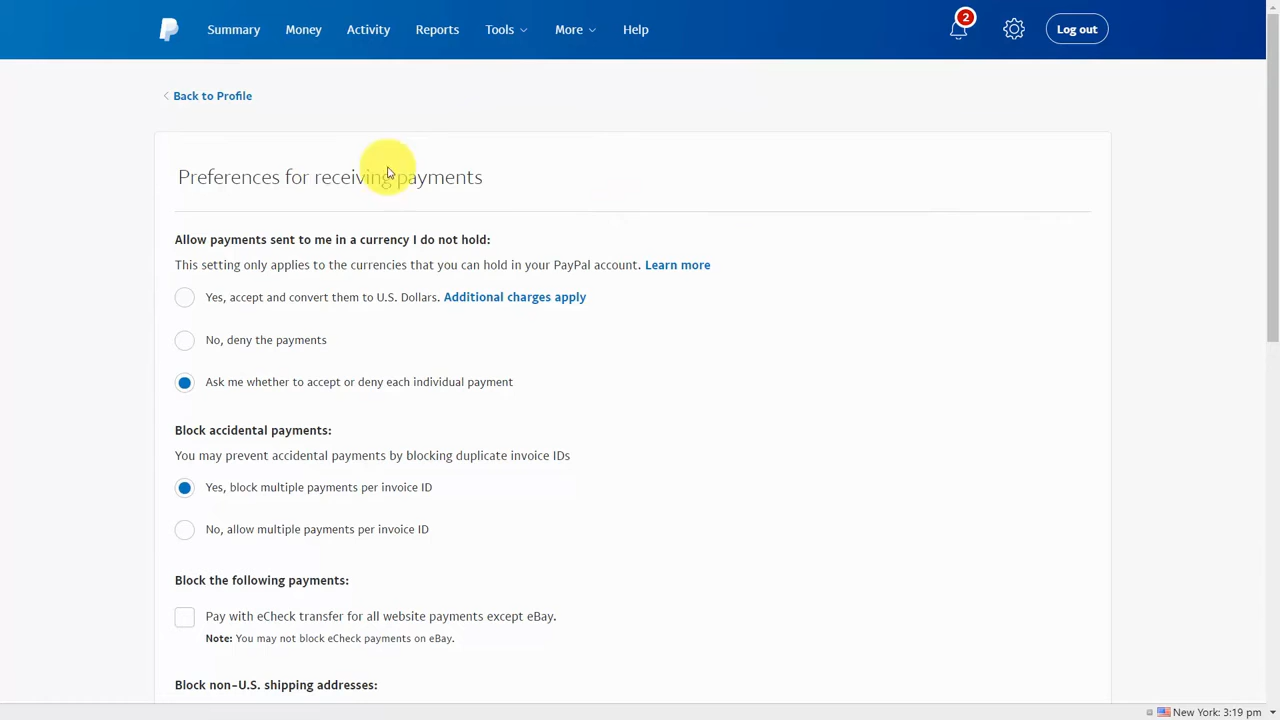 Summary Money Activity Reports Tools More Help 2 Log out
Back to Profile
Preferences for receiving payments
Allow payments sent to me in a currency I do not hold:
This setting only applies to the currencies that you can hold in your PayPal account. Learn more
Yes, accept and convert them to U.S. Dollars. Additional charges apply
No, deny the payments
Ask me whether to accept or deny each individual payment
Block accidental payments:
You may prevent accidental payments by blocking duplicate invoice IDs
Yes, block multiple payments per invoice ID
No, allow multiple payments per invoice ID
Block the following payments:
Pay with eCheck transfer for all website payments except eBay.
Note: You may not block eCheck payments on eBay.
Block non-U.S. shipping addresses:
New York: 3:19 pm